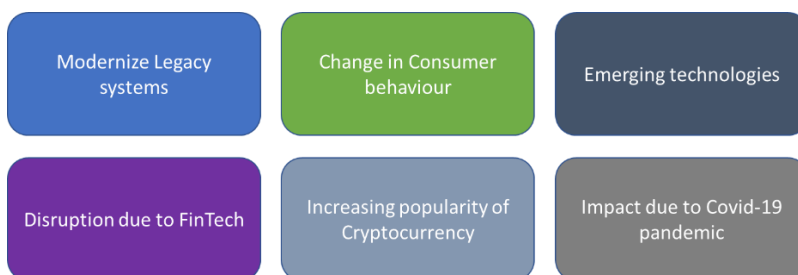 Modernize Legacy
systems
Change in Consumer
behaviour
Emerging technologies
Disruption due to FinTech
Increasing popularity of
Cryptocurrency
Impact due to Covid-19
pandemic